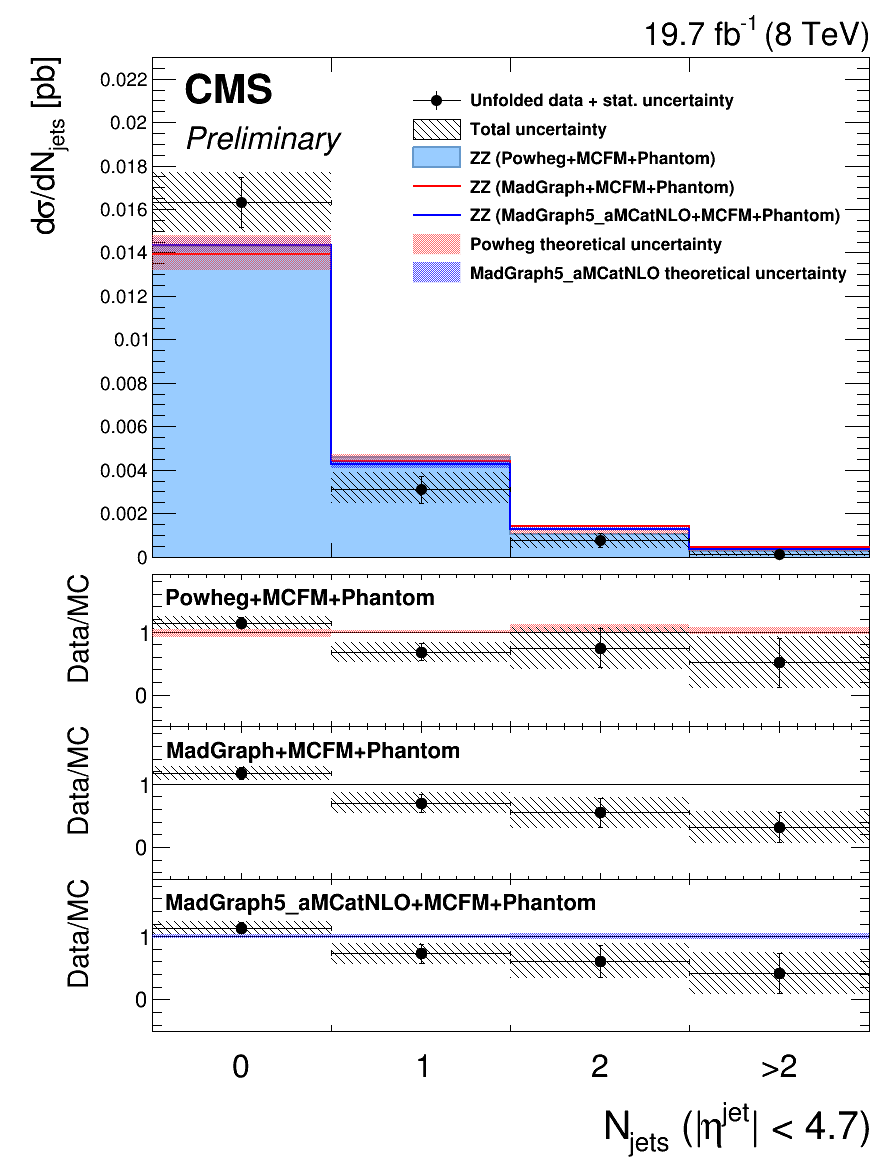 19.7 fb-1 (8 TeV)
dσ/dNjets [pb]
CMS
Preliminary
Unfolded data + stat. uncertainty
Total uncertainty
ZZ (Powheg+MCFM+Phantom)
ZZ (MadGraph+MCFM+Phantom)
ZZ (MadGraph5_aMCatNLO+MCFM+Phantom)
Powheg theoretical uncertainty
MadGraph5_aMCatNLO theoretical uncertainty
0.022
0.02
0.018
0.016
0.014
0.012
0.01
0.008
0.006
0.004
0.002
0
Data/MC
Powheg+MCFM+Phantom
1
0
Data/MC
MadGraph+MCFM+Phantom
1
0
Data/MC
MadGraph5_aMCatNLO+MCFM+Phantom
1
0
0 1 2 >2
Njets (|ηjet| < 4.7)